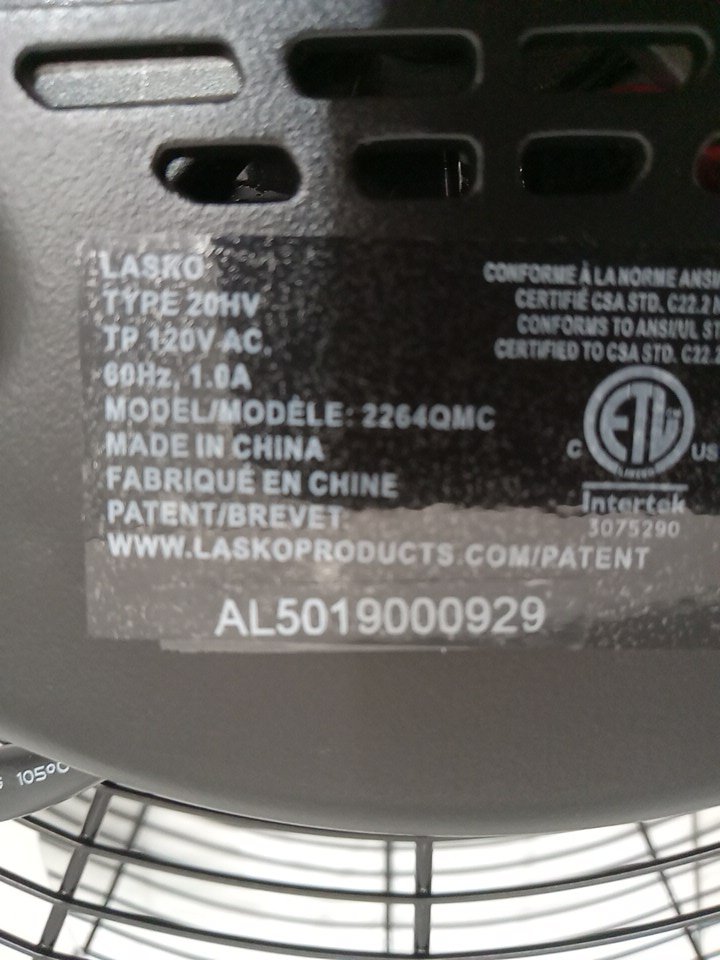 LASKO
TYPE 20HV
TP 120V AC.
60Hz, 1.0A
MODEL/MODÈLE: 2264QMC
MADE IN CHINA
FABRIQUÉ EN CHINE
PATENT/BREVET:
WWW.LASKOPRODUCTS.COM/PATENT
AL5019000929
CONFORME À LA NORME ANSI
CERTIFIÉ CSA STD. C22.2
CONFORMS TO ANSI/UL
CERTIFIED TO CSA STD. C22.2
C ETL US
Intertek
3075290
105°C